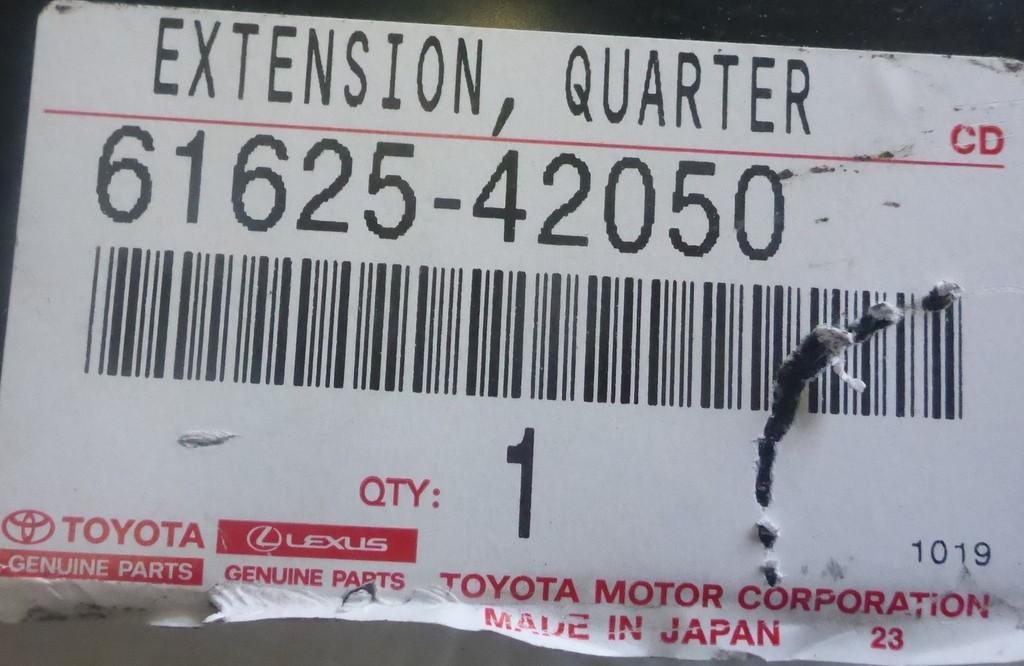 EXTENSION, QUARTER
CD
61625-42050
QTY: 1
TOYOTA
GENUINE PARTS
LEXUS
GENUINE PARTS
1019
TOYOTA MOTOR CORPORATION
MADE IN JAPAN 23